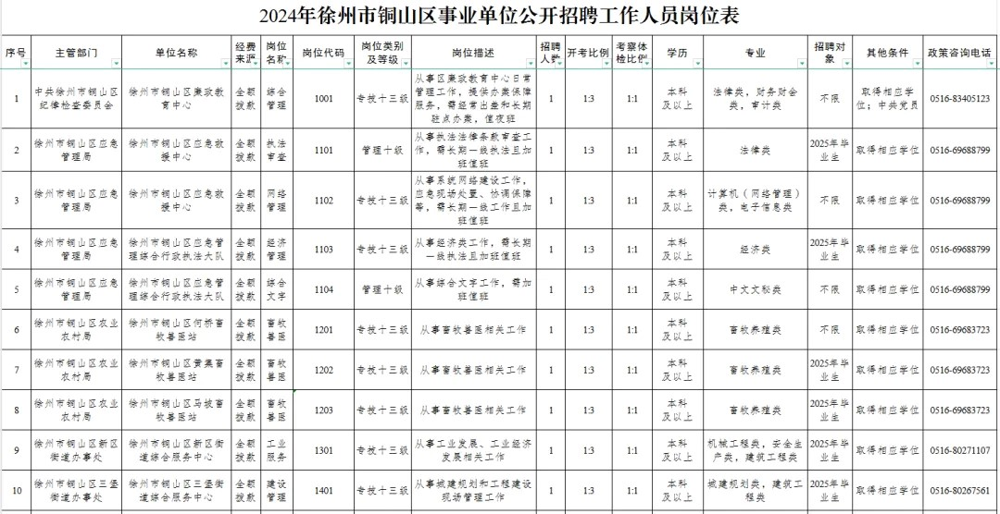 2024年徐州市铜山区事业单位公开招聘工作人员岗位表
序号 主管部门 单位名称 经费来源 岗位名称 岗位代码 岗位类别及等级 岗位描述 招聘人数 开考比例 考察体检比例 学历 专业 招聘对象 其他条件 政策咨询电话
1 中共徐州市铜山区纪律检查委员会 徐州市铜山区廉政教育中心 全额拨款 综合管理 1001 专技十三级 从事区廉政教育中心日常管理工作，提供办案保障服务，需经常出差和长期驻点办案，值夜班 1 1:3 1:1 本科及以上 法律类，财务财会类，审计类 不限 取得相应学位；中共党员 0516-83405123
2 徐州市铜山区应急管理局 徐州市铜山区应急救援中心 全额拨款 执法审查 1101 管理十级 从事执法法律条款审查工作，需长期一线执法且加班值班 1 1:3 1:1 本科及以上 法律类 2025年毕业生 取得相应学位 0516-69688799
3 徐州市铜山区应急管理局 徐州市铜山区应急救援中心 全额拨款 网络管理 1102 专技十三级 从事系统网络建设工作，应急现场处置、协调保障等，需长期一线工作且加班值班 1 1:3 1:1 本科及以上 计算机（网络管理）类，电子信息类 不限 取得相应学位 0516-69688799
4 徐州市铜山区应急管理局 徐州市铜山区应急管理综合行政执法大队 全额拨款 经济管理 1103 专技十三级 从事经济类工作，需长期一线执法且加班值班 1 1:3 1:1 本科及以上 经济类 2025年毕业生 取得相应学位 0516-69688799
5 徐州市铜山区应急管理局 徐州市铜山区应急管理综合行政执法大队 全额拨款 综合文字 1104 管理十级 从事综合文字工作，需加班值班 1 1:3 1:1 本科及以上 中文文秘类 不限 取得相应学位 0516-69688799
6 徐州市铜山区农业农村局 徐州市铜山区何桥畜牧兽医站 全额拨款 畜牧兽医 1201 专技十三级 从事畜牧兽医相关工作 1 1:3 1:1 本科及以上 畜牧养殖类 不限 取得相应学位 0516-69683723
7 徐州市铜山区农业农村局 徐州市铜山区黄集畜牧兽医站 全额拨款 畜牧兽医 1202 专技十三级 从事畜牧兽医相关工作 1 1:3 1:1 本科及以上 畜牧养殖类 2025年毕业生 取得相应学位 0516-69683723
8 徐州市铜山区农业农村局 徐州市铜山区马坡畜牧兽医站 全额拨款 畜牧兽医 1203 专技十三级 从事畜牧兽医相关工作 1 1:3 1:1 本科及以上 畜牧养殖类 2025年毕业生 取得相应学位 0516-69683723
9 徐州市铜山区新区街道办事处 徐州市铜山区新区街道综合服务中心 全额拨款 工业服务 1301 专技十三级 从事工业发展、工业经济发展相关工作 1 1:3 1:1 本科及以上 机械工程类，安全生产类，建筑工程类 2025年毕业生 取得相应学位 0516-80271107
10 徐州市铜山区三堡街道办事处 徐州市铜山区三堡街道综合服务中心 全额拨款 建设管理 1401 专技十三级 从事城建规划和工程建设现场管理工作 1 1:3 1:1 本科及以上 城建规划类，建筑工程类 2025年毕业生 取得相应学位 0516-80267561